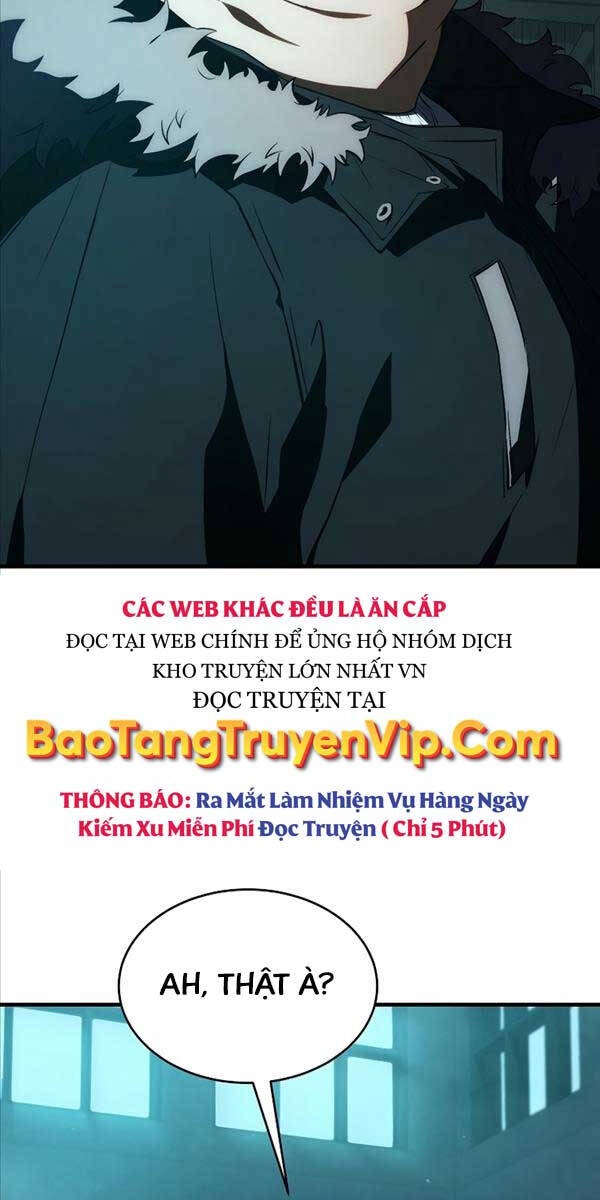 CÁC WEB KHÁC ĐỀU LÀ ĂN CẮP
ĐỌC TẠI WEB CHÍNH ĐỂ ỦNG HỘ NHÓM DỊCH
KHO TRUYỆN LỚN NHẤT VN
ĐỌC TRUYỆN TẠI
BaoTangTruyenVip.Com
THÔNG BÁO: Ra Mắt Làm Nhiệm Vụ Hàng Ngày
Kiếm Xu Miễn Phí Đọc Truyện ( Chỉ 5 Phút)
AH, THẬT À?